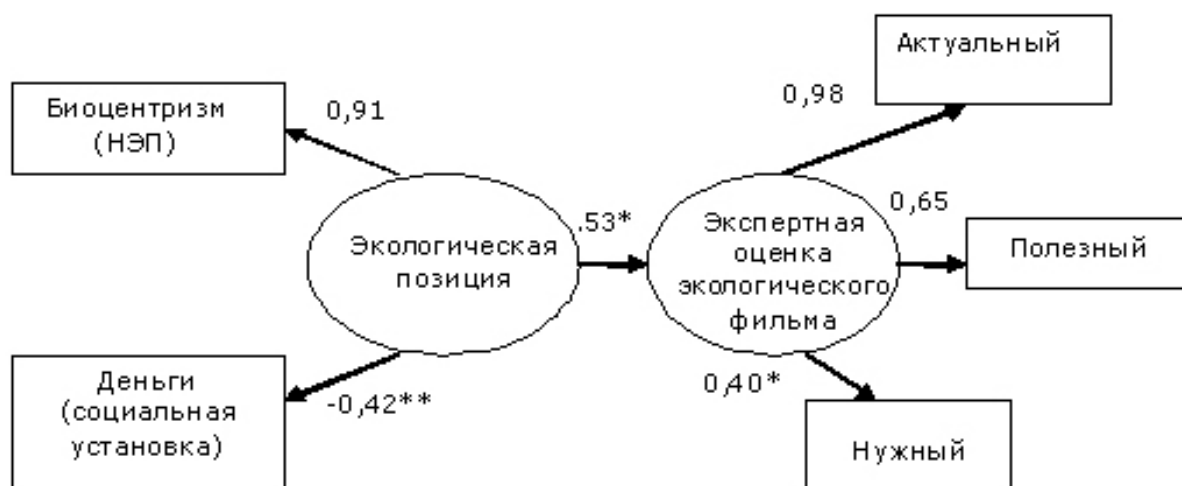 Актуальный
0,98
Биоцентризм
(НЭП)
0,91
Экологическая
позиция
.53*
Экспертная
оценка
экологического
фильма
0,65
Полезный
Деньги
(социальная
установка)
-0,42**
0,40*
Нужный